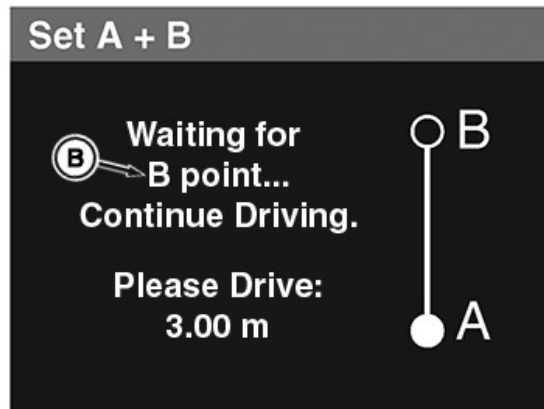 Set A + B
B
Waiting for
B point...
Continue Driving.
Please Drive:
3.00 m
B
A